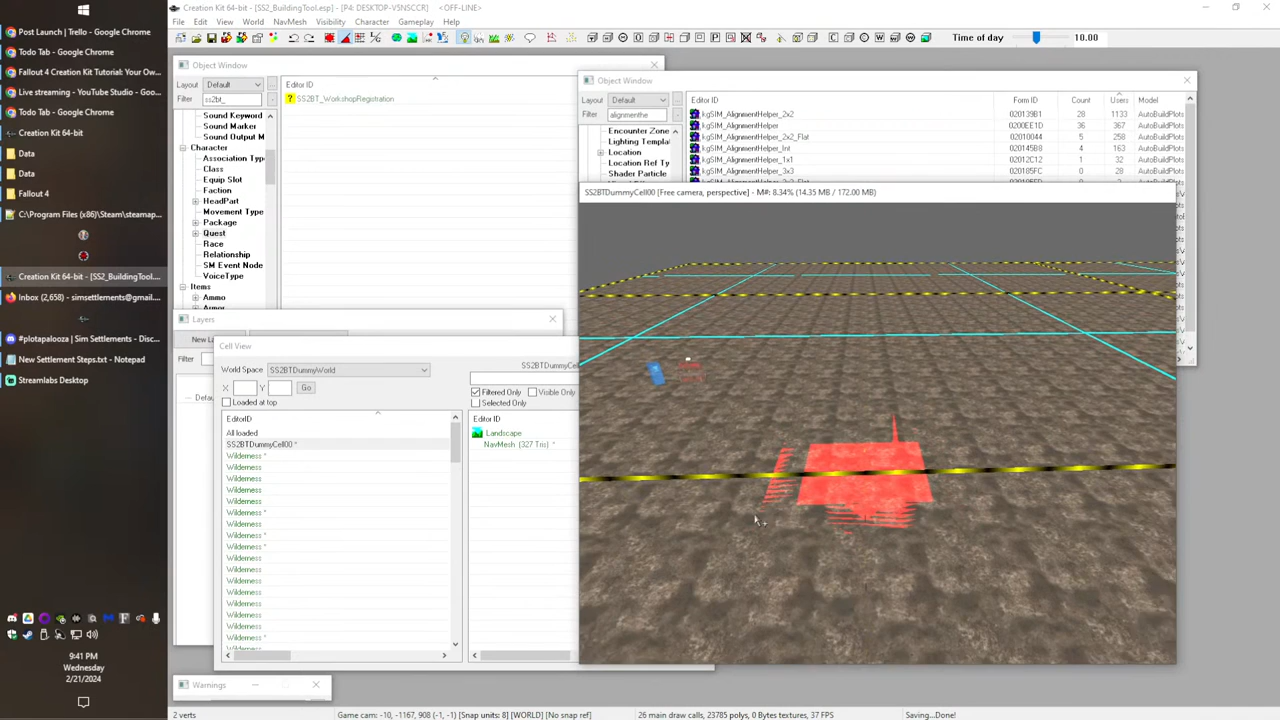 Post Launch | Trello - Google Chrome
Todo Tab - Google Chrome
Fallout 4 Creation Kit Tutorial: Your Ow...
Live streaming - YouTube Studio - Goog...
Todo Tab - Google Chrome
Creation Kit 64-bit
Data
Data
Fallout 4
C:\Program Files (x86)\Steam\steamap...
Creation Kit 64-bit - [SS2_BuildingTool....
Inbox (2,658) - simsettlements@gmail....
#plotapalooza | Sim Settlements - Disc...
New Settlement Steps.txt - Notepad
Streamlabs Desktop
9:41 PM
Wednesday
2/21/2024
Creation Kit 64-bit - [SS2_BuildingTool.esp] [P4: DESKTOP-VSNSCCR] <OFF-LINE>
File Edit View World NavMesh Visibility Character Gameplay Help
Time of day 10.00
Object Window
Layout Default
Filter ss2bt_
Sound Keyword
Sound Marker
Sound Output M
Character
Association Typ
Class
Equip Slot
Faction
HeadPart
Movement Type
Package
Quest
Race
Relationship
SM Event Node
VoiceType
Items
Ammo
Armor
Editor ID
SS2BT_WorkshopRegistration
Object Window
Layout Default
Filter alignmenthe
Encounter Zone
Lighting Templa
Location
Location Ref Ty
Shader Particle
Editor ID Form ID Count Users Model
kgSIM_AlignmentHelper_2x2 020139B1 28 1133 AutoBuildPlots
kgSIM_AlignmentHelper 0200EE1D 36 367 AutoBuildPlots
kgSIM_AlignmentHelper_2x2_Flat 02010044 5 258 AutoBuildPlots
kgSIM_AlignmentHelper_Int 020145B8 4 163 AutoBuildPlots
kgSIM_AlignmentHelper_1x1 0202C12 1 32 AutoBuildPlots
SS2BTDummyCell00 [Free camera, perspective] - M#: 8.34% (14.35 MB / 172.00 MB)
Layers
New La
Filter
Defau
Cell View
World Space SS2BTDummyWorld
X Y Go
Loaded at top
SS2BTDummyCel
Filtered Only Visible Only
Selected Only
EditorID
All loaded
SS2BTDummyCell00 *
Wilderness *
Wilderness
Wilderness
Wilderness
Wilderness
Wilderness *
Wilderness
Wilderness *
Wilderness
Wilderness
Wilderness
Wilderness *
Wilderness
Wilderness *
Wilderness
Wilderness *
Wilderness
Wilderness *
Editor ID
Landscape
NavMesh (327 Tris) *
Warnings
2 verts
Game cam: -10, -1167, 908 (-1, -1) [Snap units: 8] [WORLD] [No snap ref]
26 main draw calls, 23785 polys, 0 Bytes textures, 37 FPS
Saving...Done!